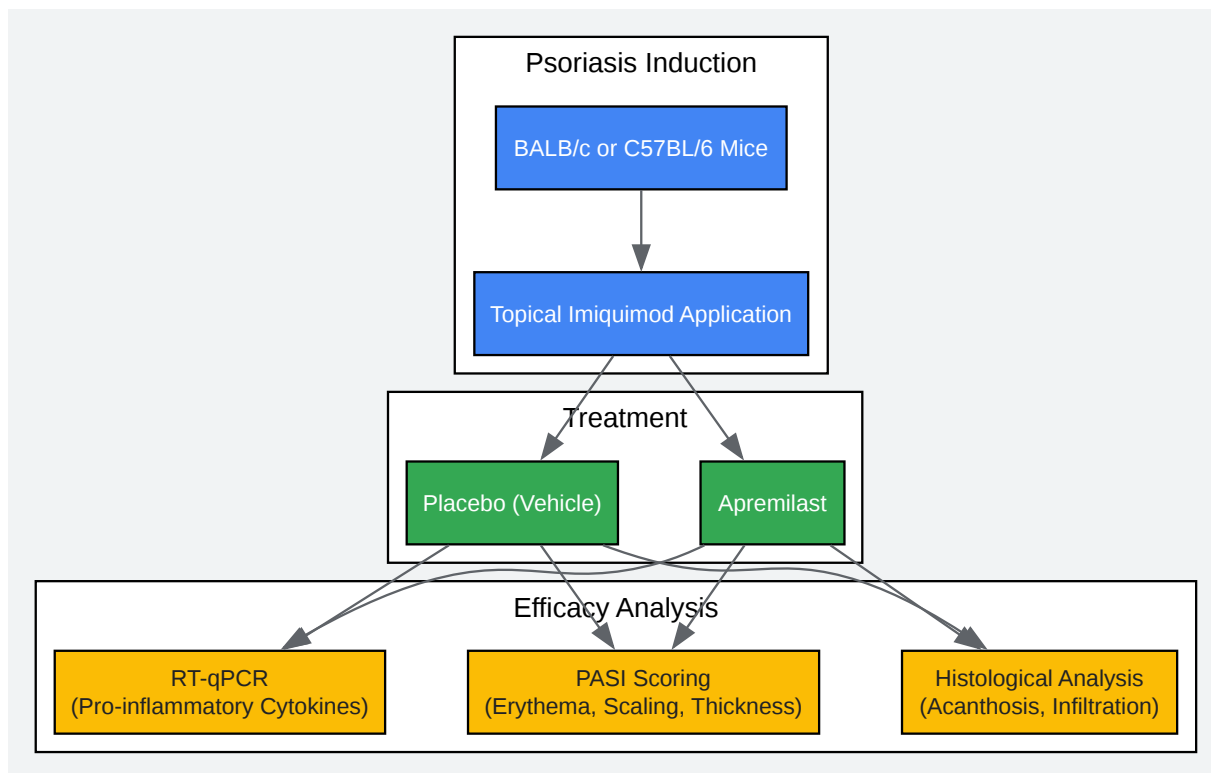 Psoriasis Induction
BALB/c or C57BL/6 Mice
Topical Imiquimod Application
Treatment
Placebo (Vehicle)
Apremilast
Efficacy Analysis
RT-qPCR
(Pro-inflammatory Cytokines)
PASI Scoring
(Erythema, Scaling, Thickness)
Histological Analysis
(Acanthosis, Infiltration)